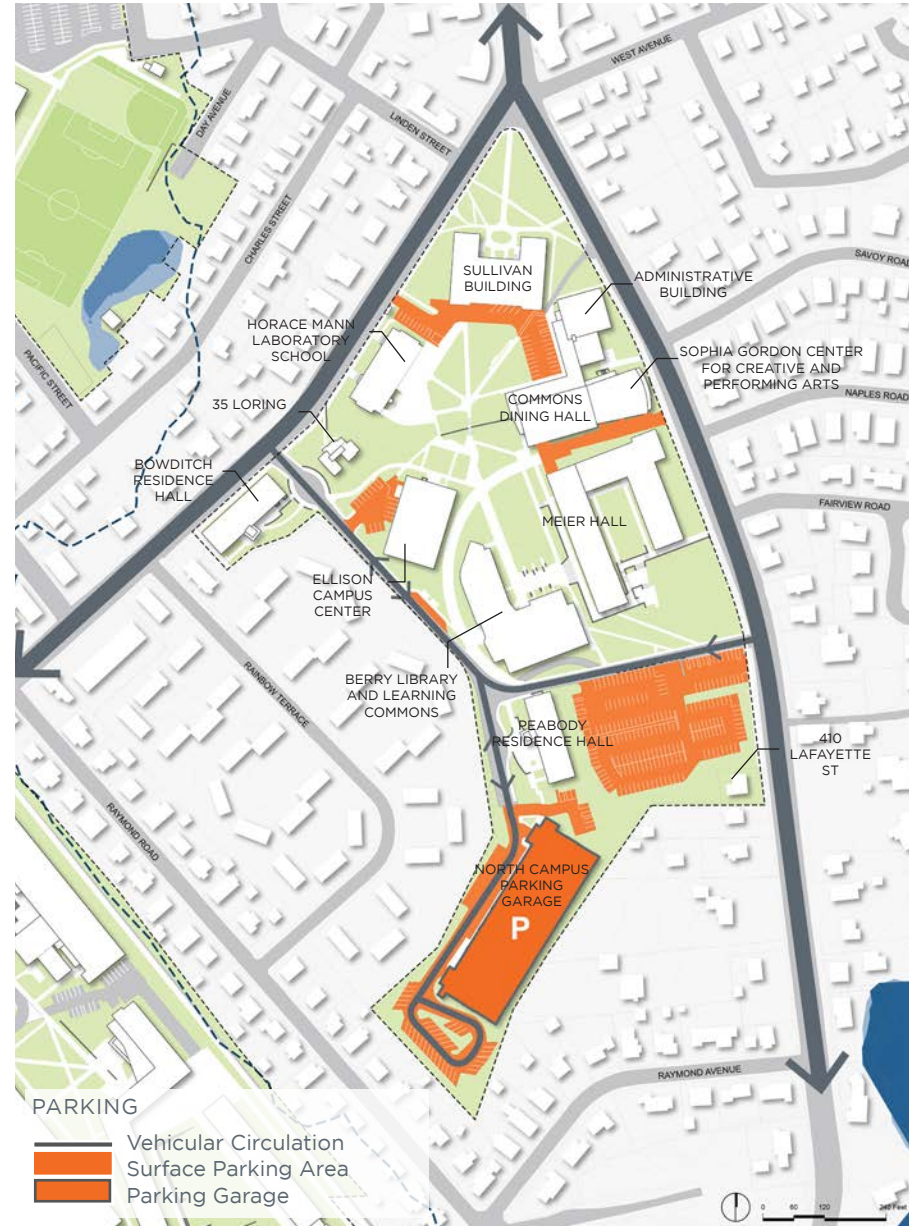 WEST AVENUE
DAY AVENUE
LINDEN STREET
CHARLES STREET
SAVOY ROAD
SULLIVAN
BUILDING
ADMINISTRATIVE
BUILDING
HORACE MANN
LABORATORY
SCHOOL
PACIFIC STREET
SOPHIA GORDON CENTER
FOR CREATIVE AND
PERFORMING ARTS
NAPLES ROAD
35 LORING
COMMONS
DINING HALL
BOWDITCH
RESIDENCE
HALL
FAIRVIEW ROAD
MEIER HALL
ELLISON
CAMPUS
CENTER
RAINBOW TERRACE
BERRY LIBRARY
AND LEARNING
COMMONS
PEABODY
RESIDENCE HALL
410
LAFAYETTE
ST
RAYMOND ROAD
NORTH CAMPUS
PARKING
GARAGE
P
RAYMOND AVENUE
PARKING
Vehicular Circulation
Surface Parking Area
Parking Garage
0 60 120 240 Feet